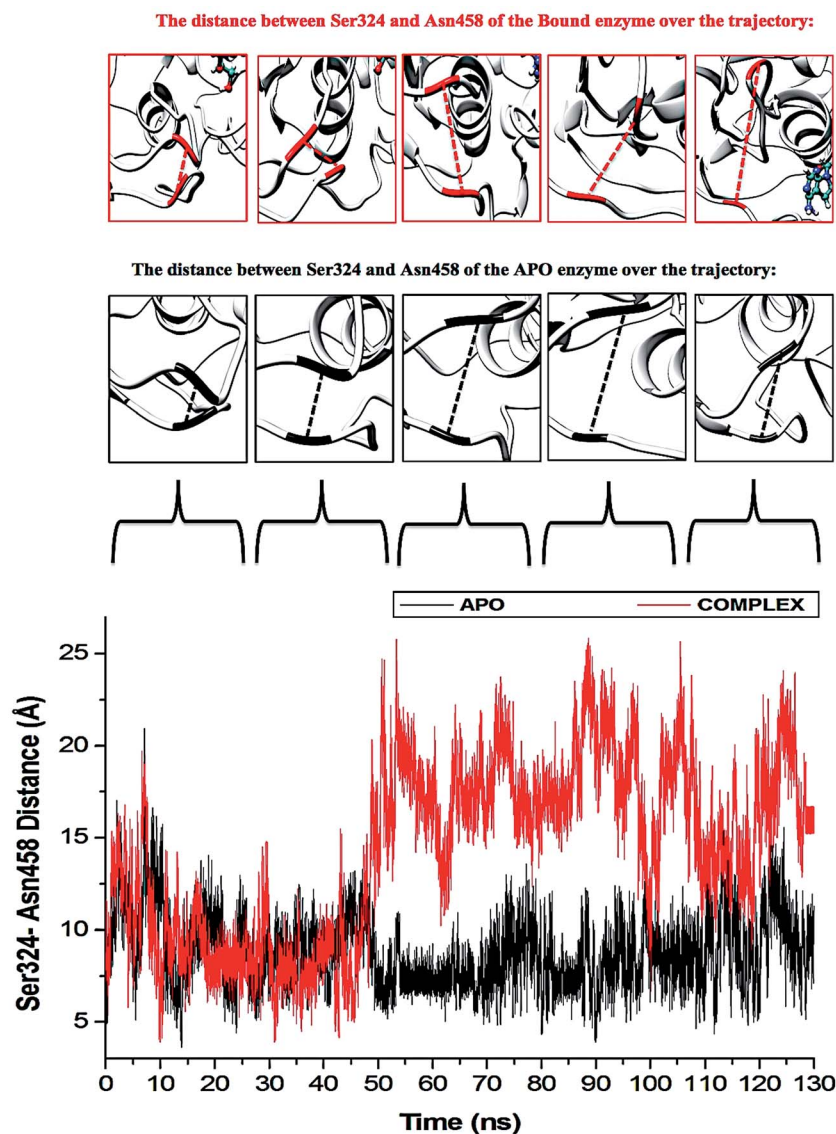 The distance between Ser324 and Asn458 of the Bound enzyme over the trajectory:
The distance between Ser324 and Asn458 of the APO enzyme over the trajectory:
APO COMPLEX
25
20
15
10
5
Ser324- Asn458 Distance (Å)
0 10 20 30 40 50 60 70 80 90 100 110 120 130
Time (ns)